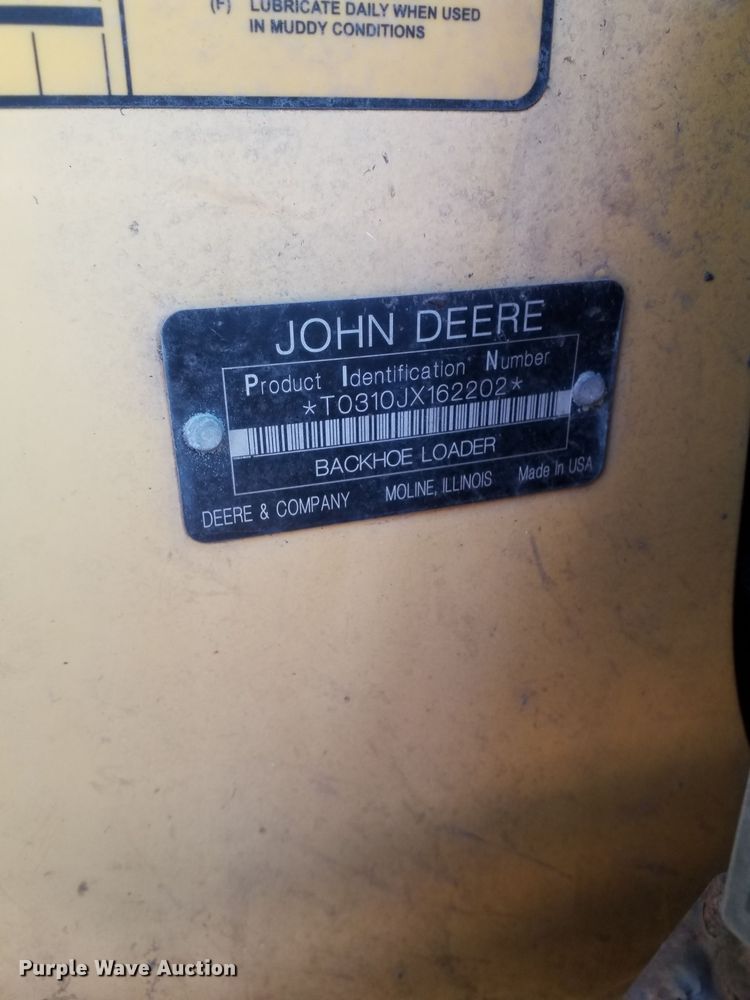 (F) LUBRICATE DAILY WHEN USED
IN MUDDY CONDITIONS
JOHN DEERE
Product Identification Number
*T0310JX162202*
BACKHOE LOADER
DEERE & COMPANY MOLINE, ILLINOIS Made In USA
Purple Wave Auction